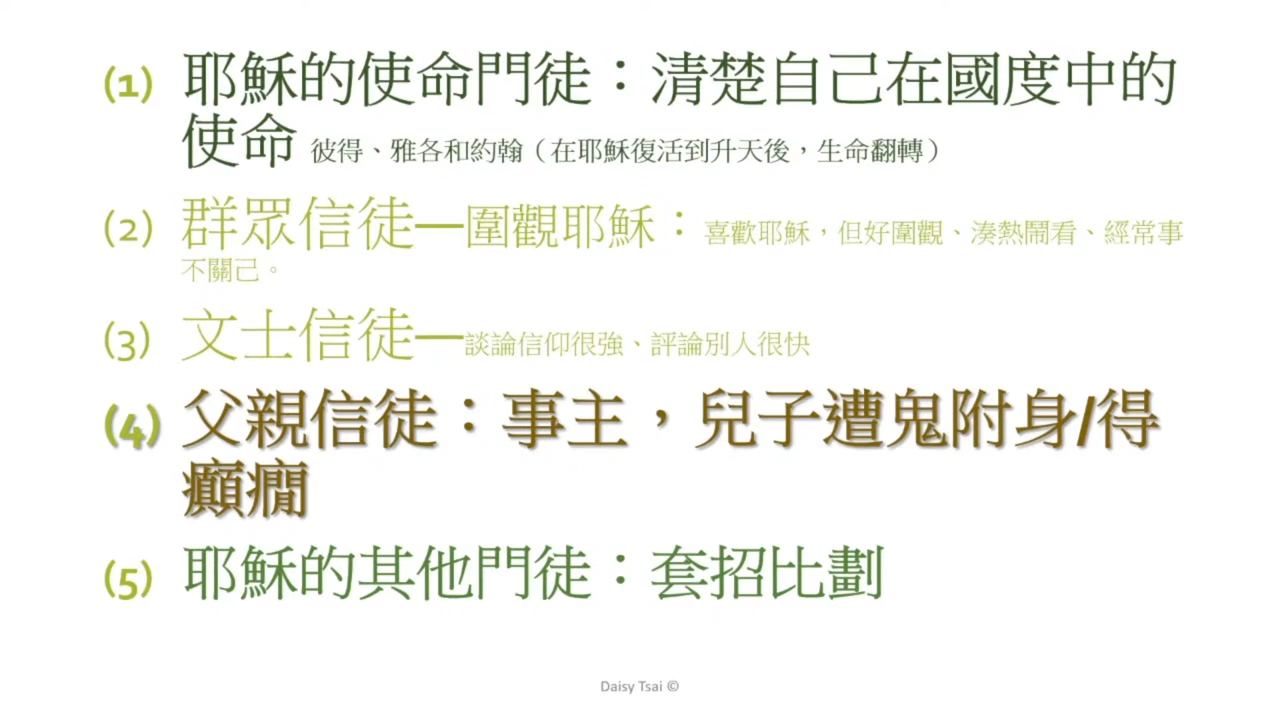 (1) 耶穌的使命門徒：清楚自己在國度中的
使命 彼得、雅各和約翰（在耶穌復活到升天後，生命翻轉）
(2) 群眾信徒—圍觀耶穌：喜歡耶穌，但好圍觀、湊熱鬧看、經常事
不關己。
(3) 文士信徒—談論信仰很強、評論別人很快
(4) 父親信徒：事主，兒子遭鬼附身/得
癲癇
(5) 耶穌的其他門徒：套招比劃
Daisy Tsai ©